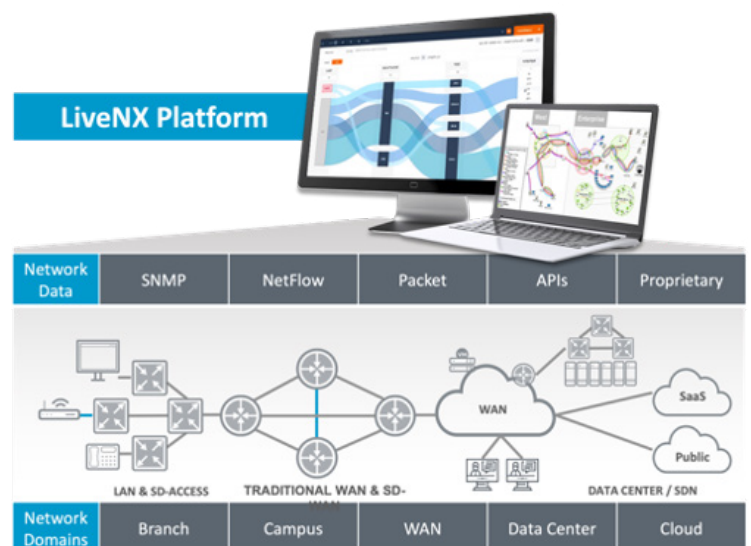 LiveNX Platform
Network
Data
SNMP
NetFlow
Packet
APIs
Proprietary
WAN
SaaS
Public
LAN & SD-ACCESS
TRADITIONAL WAN & SD-
WAN
DATA CENTER / SDN
Network
Domains
Branch
Campus
WAN
Data Center
Cloud